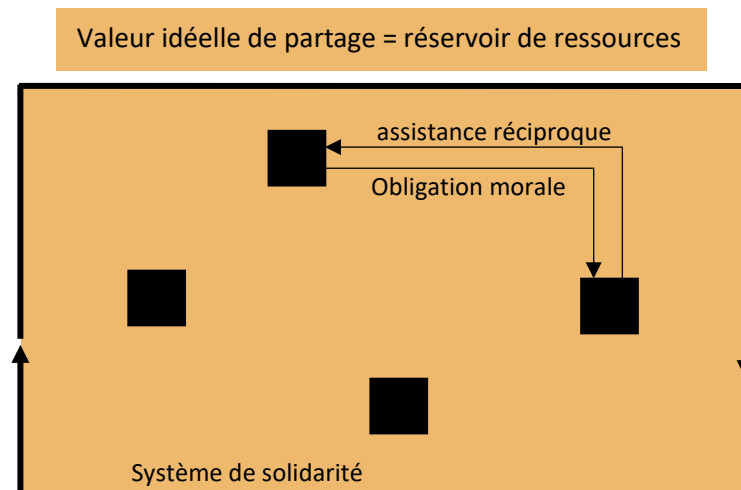 Valeur idéelle de partage = réservoir de ressources
assistance réciproque
Obligation morale
Système de solidarité